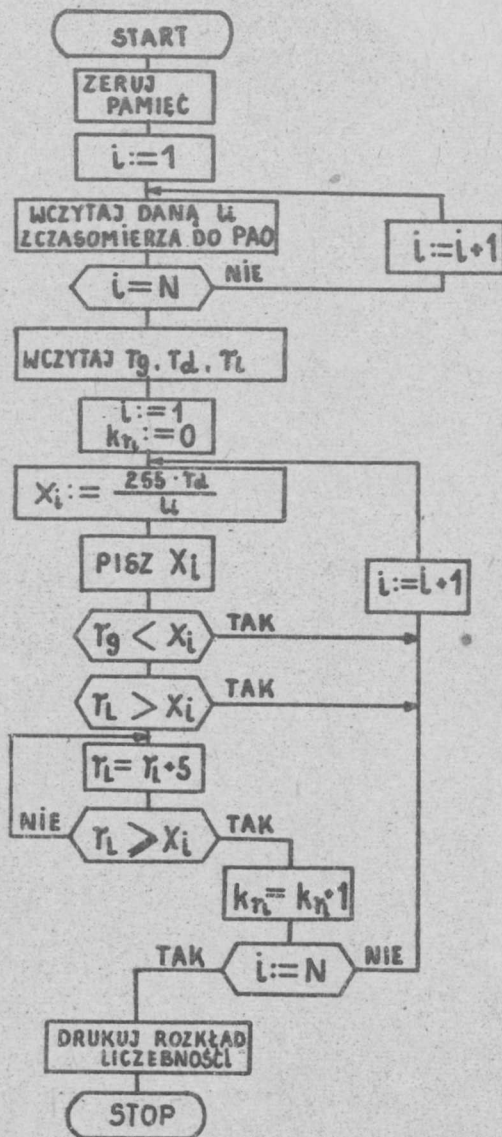 START
ZERUJ
PAMIĘĆ
i:=1
WCZYTAJ DANĄ ti
Z CZASOMIERZA DO PAO
i:=i+1
i=N
NIE
WCZYTAJ rg, rd, rl
i:=1
kri:=0
Xi:= 255·rd
ti
PISZ Xi
i:=i+1
rg < Xi
TAK
rL > Xi
TAK
rL = rL+5
NIE
rL ⩾ Xi
TAK
kri = kri+1
TAK
i:=N
NIE
DRUKUJ ROZKŁAD
LICZEBNOŚCI
STOP